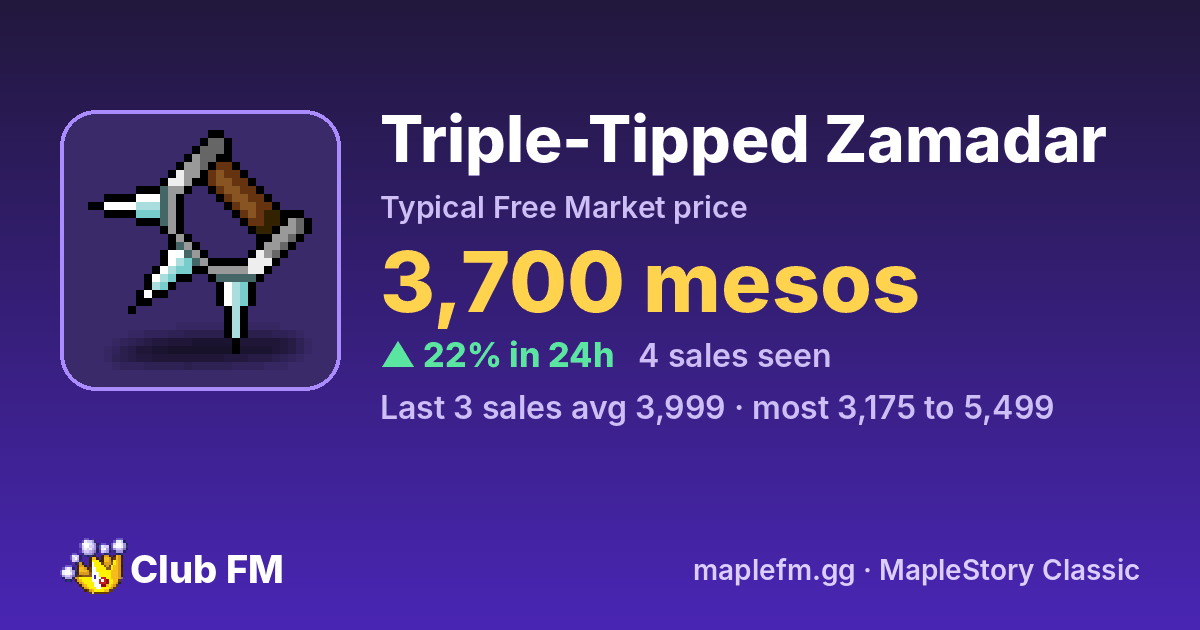 Triple-Tipped Zamadar
Typical Free Market price
3,700 mesos
▲ 22% in 24h 4 sales seen
Last 3 sales avg 3,999 · most 3,175 to 5,499
Club FM
maplefm.gg · MapleStory Classic